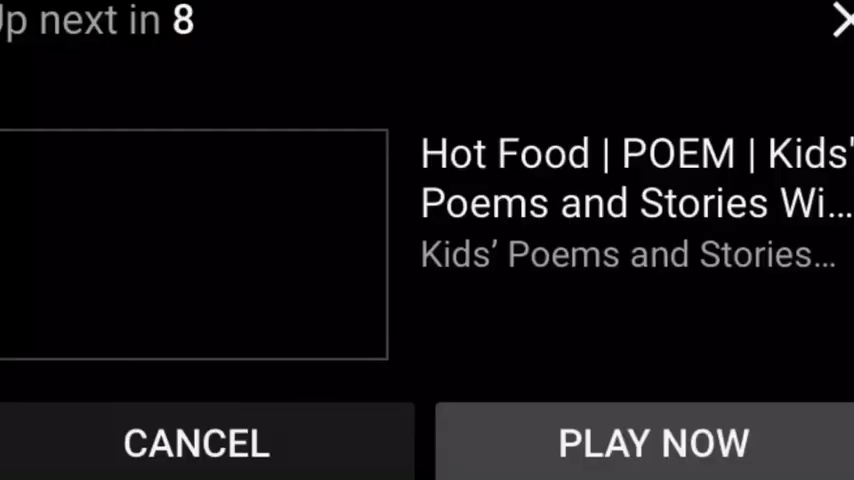 Up next in 8
Hot Food | POEM | Kids'
Poems and Stories Wi...
Kids’ Poems and Stories...
CANCEL
PLAY NOW